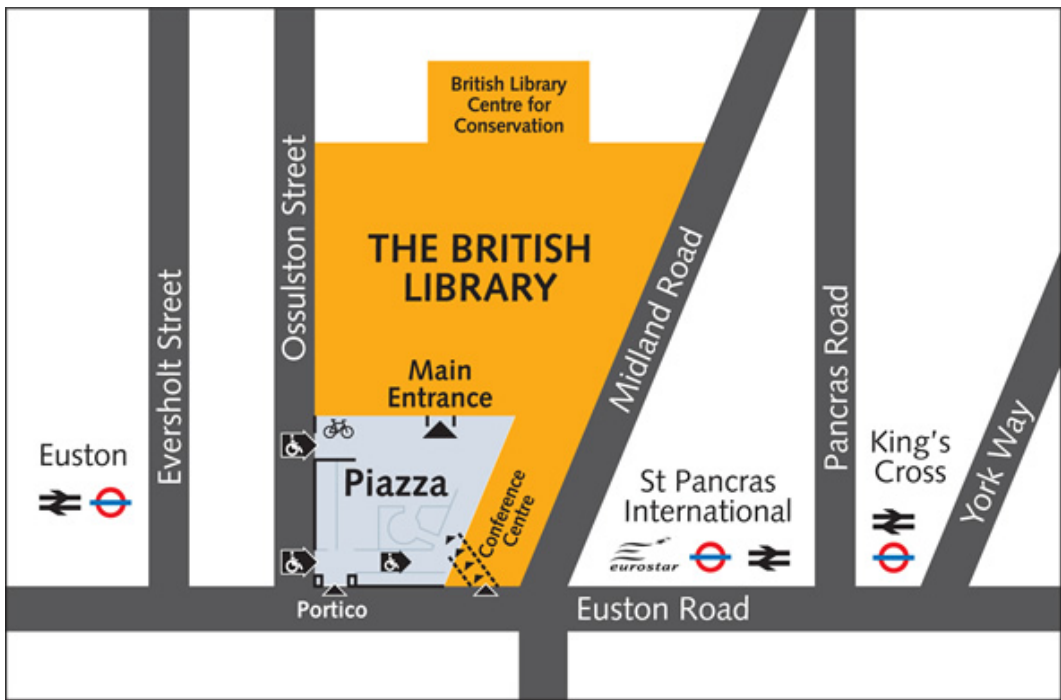 British Library
Centre for
Conservation
THE BRITISH
LIBRARY
Main
Entrance
Piazza
Conference
Centre
Portico
Eversholt Street
Ossulston Street
Midland Road
Pancras Road
York Way
Euston Road
Euston
St Pancras
International
eurostar
King's
Cross